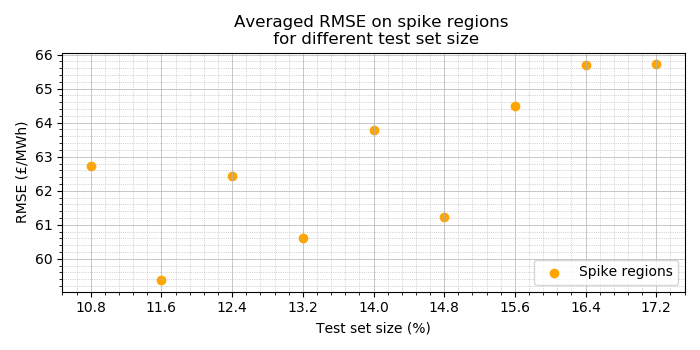 Averaged RMSE on spike regions
for different test set size
66
65
64
63
62
61
60
RMSE (£/MWh)
Spike regions
10.8 11.6 12.4 13.2 14.0 14.8 15.6 16.4 17.2
Test set size (%)